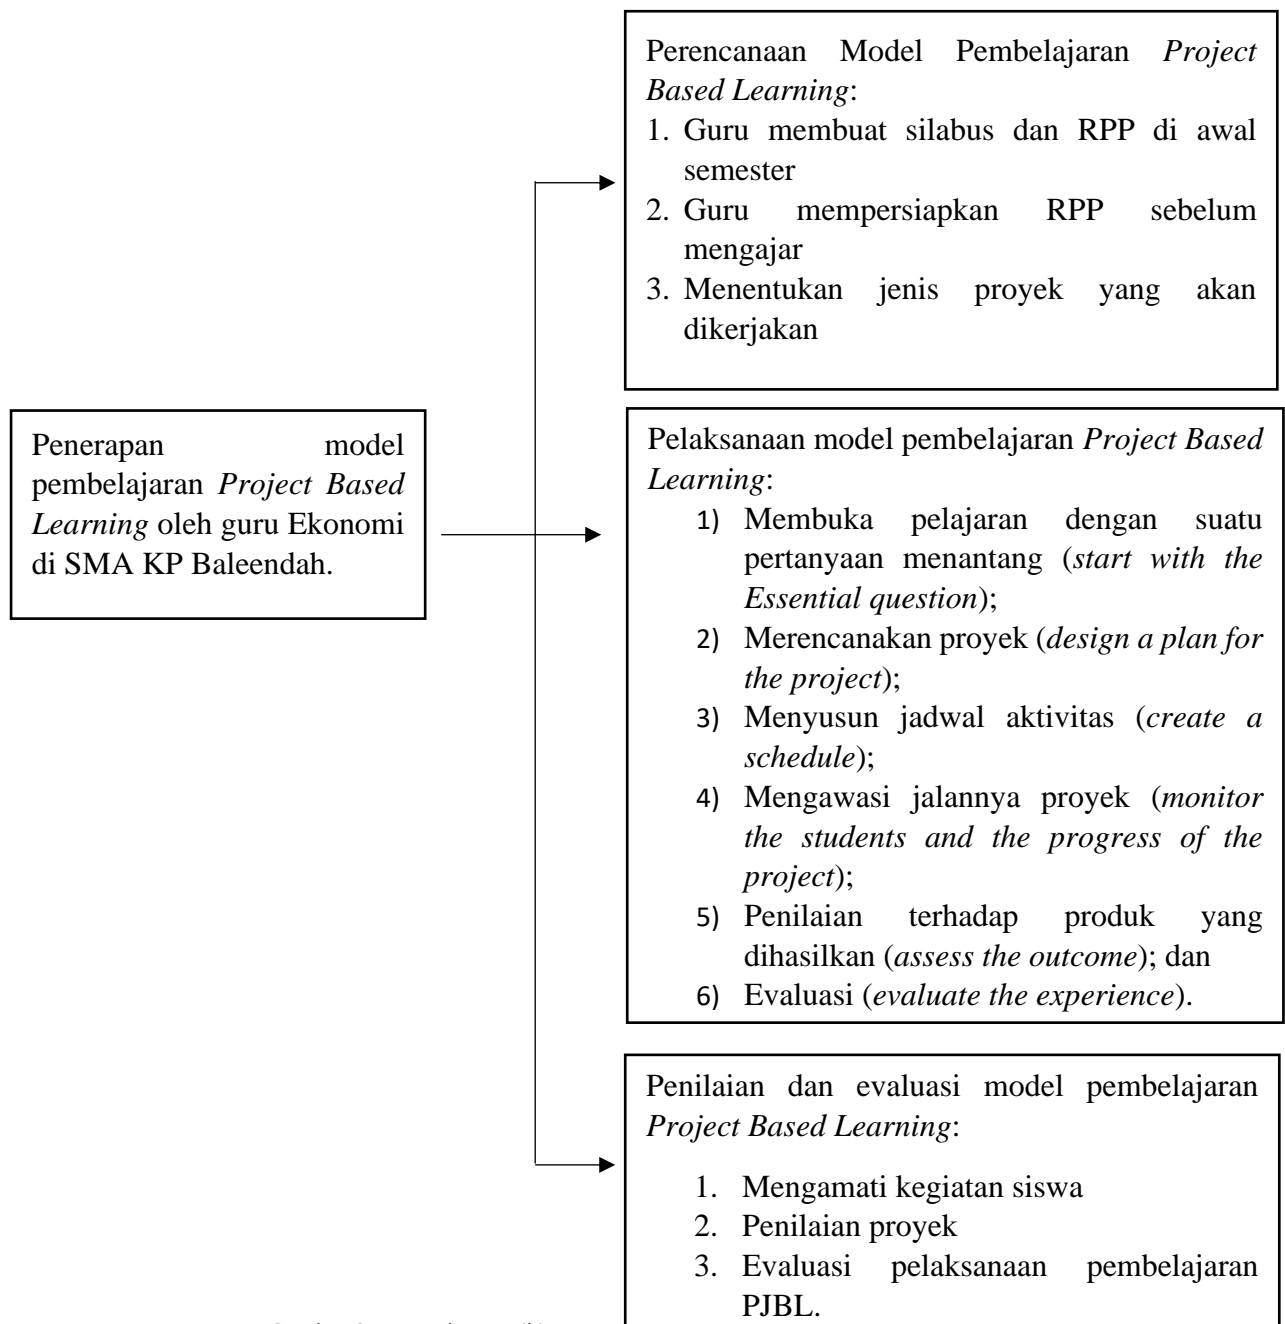 Perencanaan Model Pembelajaran Project
Based Learning:
1. Guru membuat silabus dan RPP di awal
semester
2. Guru mempersiapkan RPP sebelum
mengajar
3. Menentukan jenis proyek yang akan
dikerjakan
Penerapan model
pembelajaran Project Based
Learning oleh guru Ekonomi
di SMA KP Baleendah.
Pelaksanaan model pembelajaran Project Based
Learning:
1) Membuka pelajaran dengan suatu
pertanyaan menantang (start with the
Essential question);
2) Merencanakan proyek (design a plan for
the project);
3) Menyusun jadwal aktivitas (create a
schedule);
4) Mengawasi jalannya proyek (monitor
the students and the progress of the
project);
5) Penilaian terhadap produk yang
dihasilkan (assess the outcome); dan
6) Evaluasi (evaluate the experience).
Penilaian dan evaluasi model pembelajaran
Project Based Learning:
1. Mengamati kegiatan siswa
2. Penilaian proyek
3. Evaluasi pelaksanaan pembelajaran
PJBL.